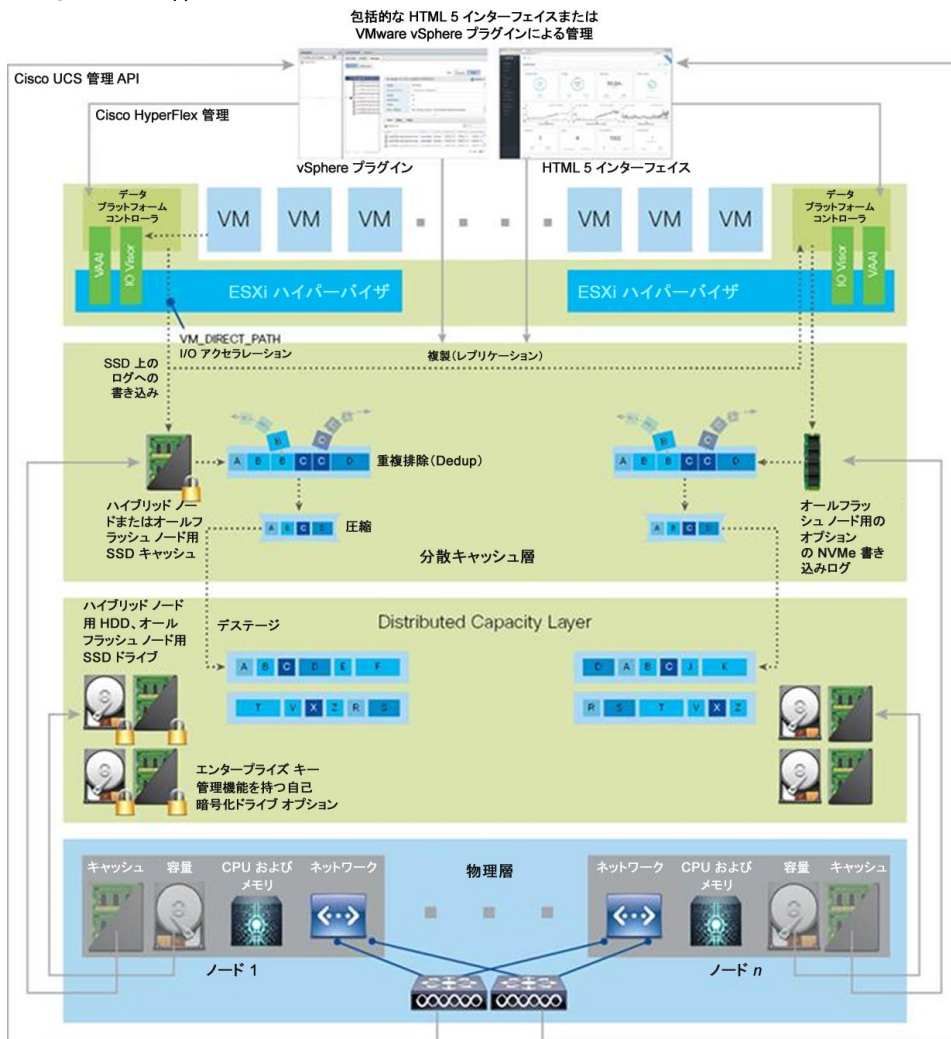 包括的な HTML 5 インターフェイスまたは
VMware vSphere プラグインによる管理
Cisco UCS 管理 API
Cisco HyperFlex 管理
vSphere プラグイン
HTML 5 インターフェイス
データ
プラットフォーム
コントローラ
VAAI
IO Visor
VM
VM
VM
VM
VM
VM
データ
プラットフォーム
コントローラ
IO Visor
VAAI
ESXi ハイパーバイザ
ESXi ハイパーバイザ
VM_DIRECT_PATH
I/O アクセラレーション
複製(レプリケーション)
SSD 上の
ログへの
書き込み
B
C
C
A B B C C D
重複排除(Dedup)
B
C
C
A B B C C D
ハイブリッド ノー
ドまたはオールフ
ラッシュ ノード用
SSD キャッシュ
A B C D
圧縮
A B C D
オールフラッ
シュ ノード用の
オプション
の NVMe 書き
込みログ
分散キャッシュ層
ハイブリッド ノード
用 HDD、オール
フラッシュ ノード用
SSD ドライブ
デステージ
Distributed Capacity Layer
A B C D E F
D A B C J K
T V X Z R S
R S T V X Z
エンタープライズ キー
管理機能を持つ自己
暗号化ドライブ オプション
キャッシュ
容量
CPU および
メモリ
ネットワーク
物理層
ネットワーク
CPU および
メモリ
容量
キャッシュ
ノード 1
ノード n